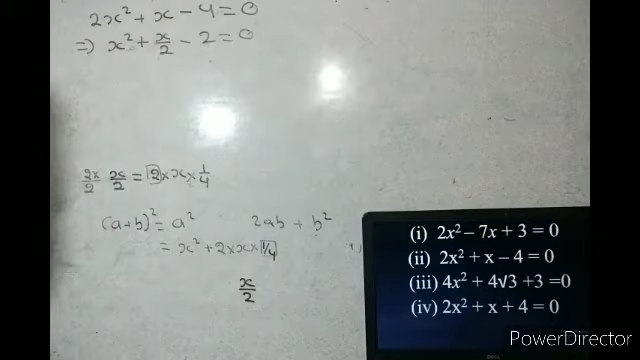 2x² + x − 4 = 0
⇒ x² + x/2 − 2 = 0
2x/2 x/2 = 2 × x × 1/4
(a+b)² = a² 2ab + b²
= x² + 2 × x × 1/4
x/2
(i) 2x² – 7x + 3 = 0
(ii) 2x² + x – 4 = 0
(iii) 4x² + 4√3 +3 =0
(iv) 2x² + x + 4 = 0
PowerDirector